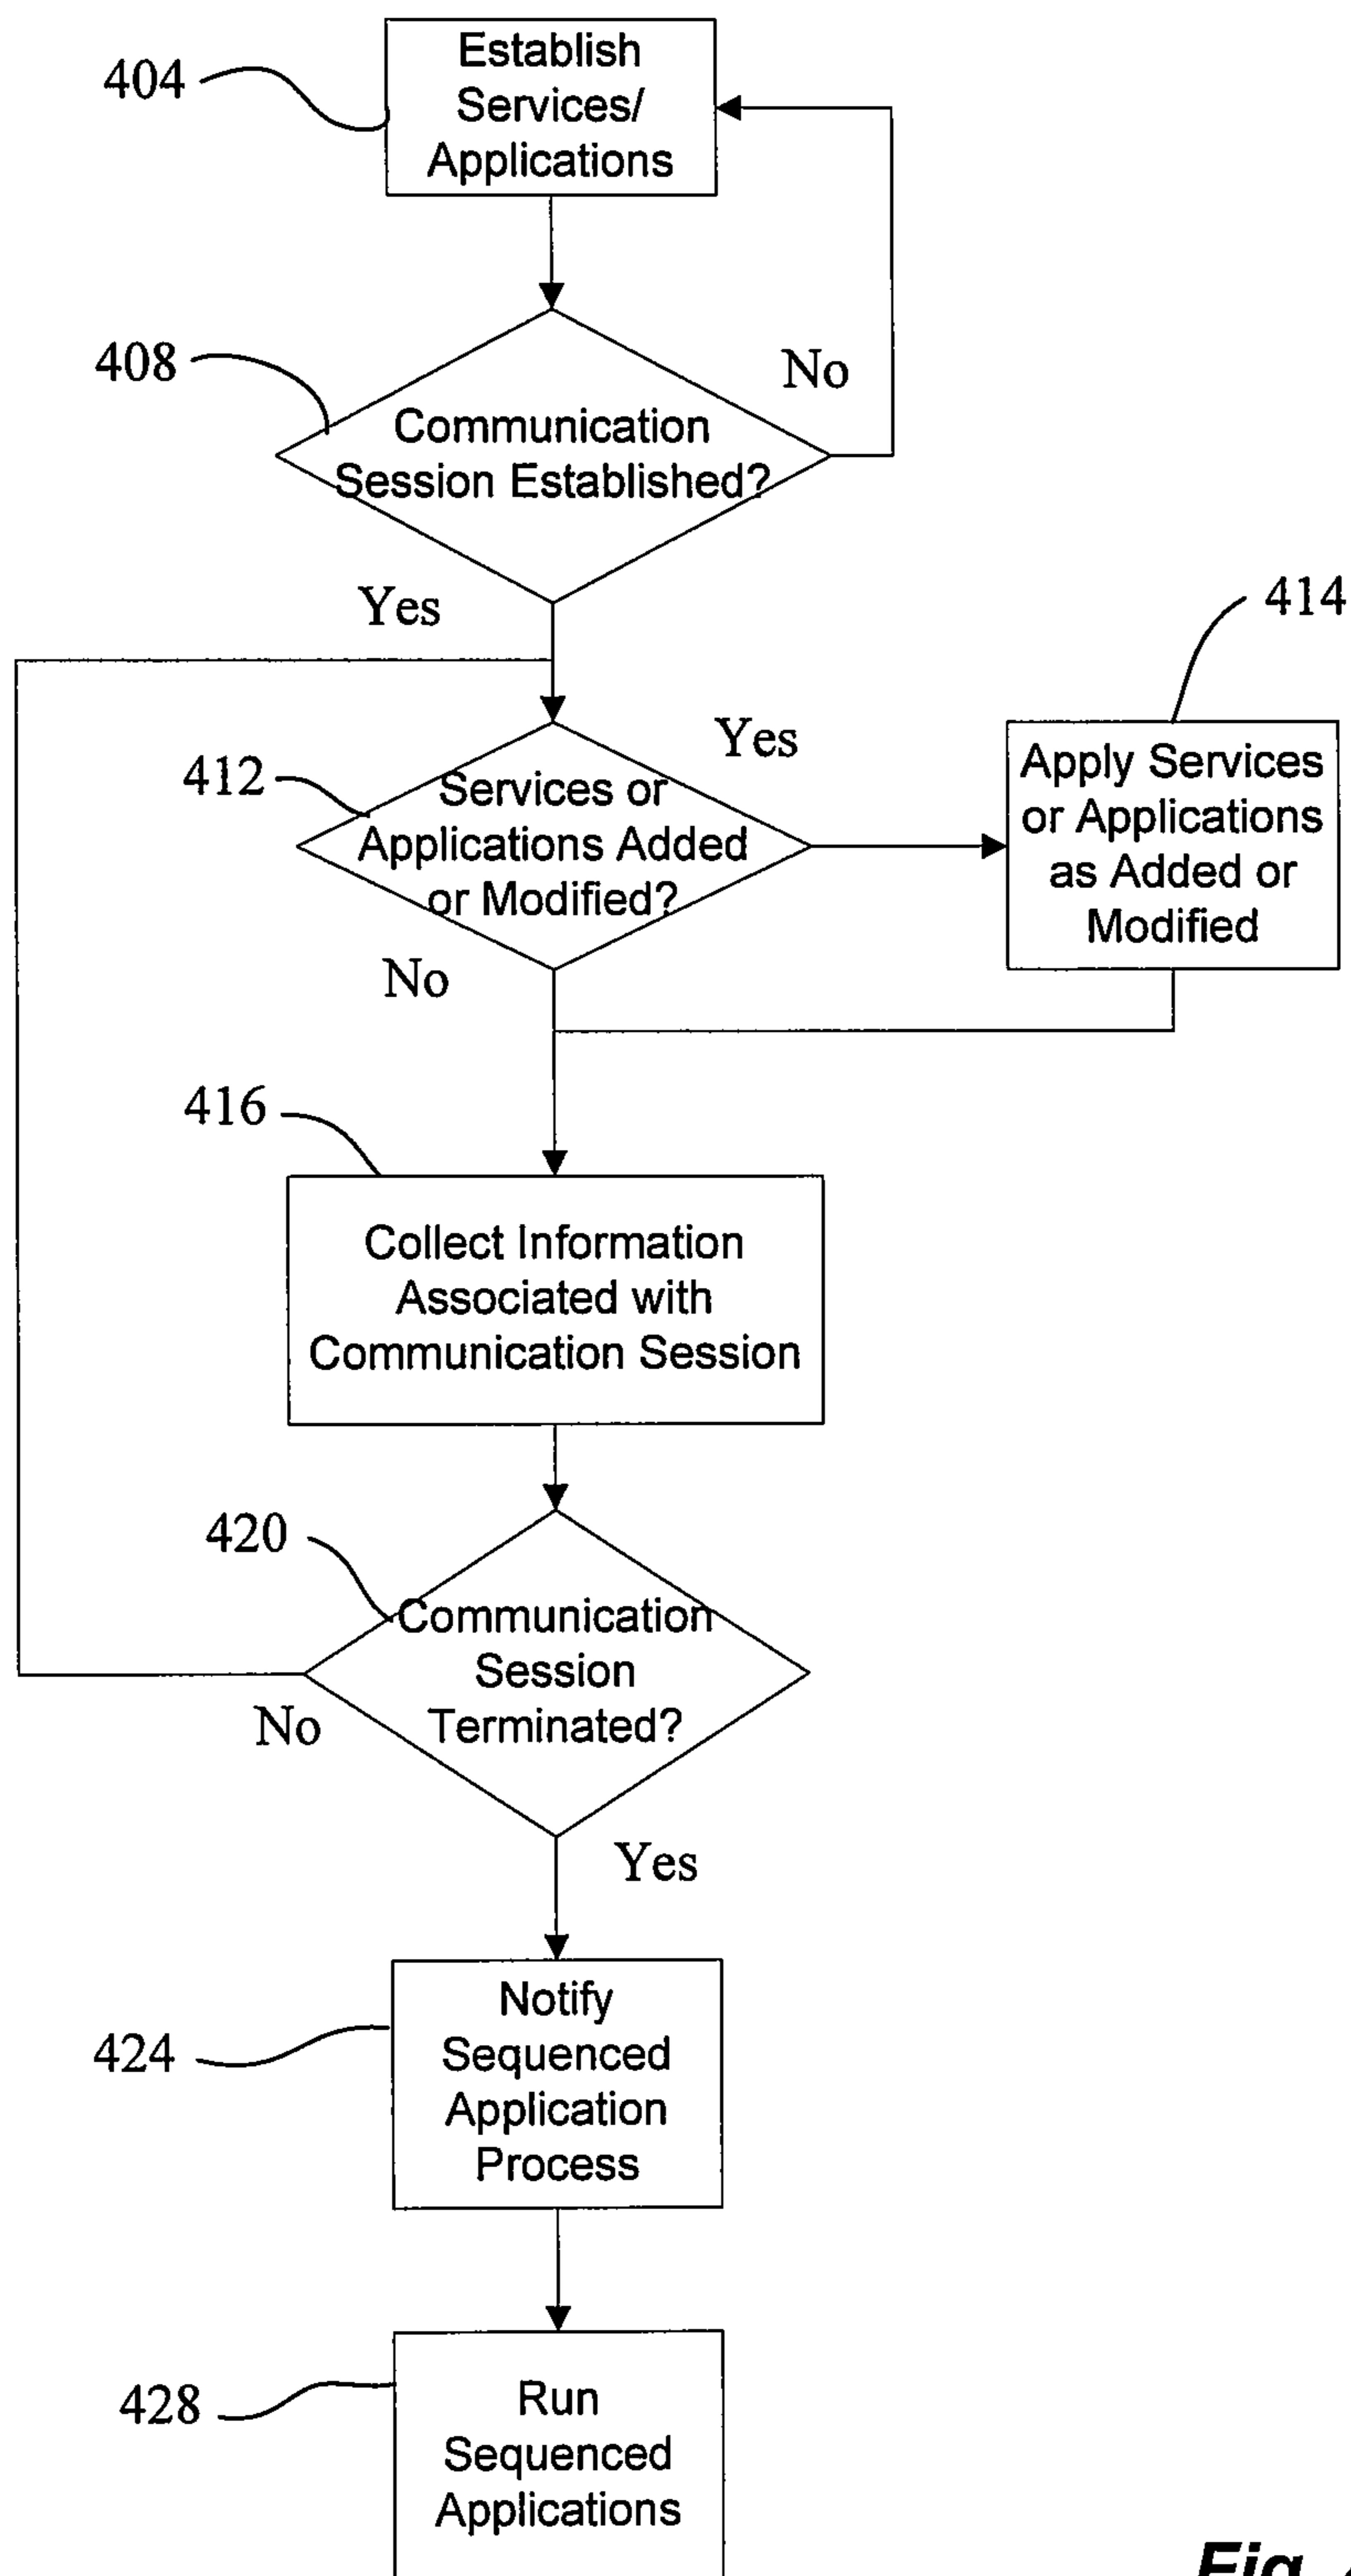 404
Establish
Services/
Applications
408
Communication
Session Established?
No
Yes
414
412
Services or
Applications Added
or Modified?
Yes
Apply Services
or Applications
as Added or
Modified
No
416
Collect Information
Associated with
Communication Session
420
Communication
Session
Terminated?
No
Yes
424
Notify
Sequenced
Application
Process
428
Run
Sequenced
Applications
Fig.